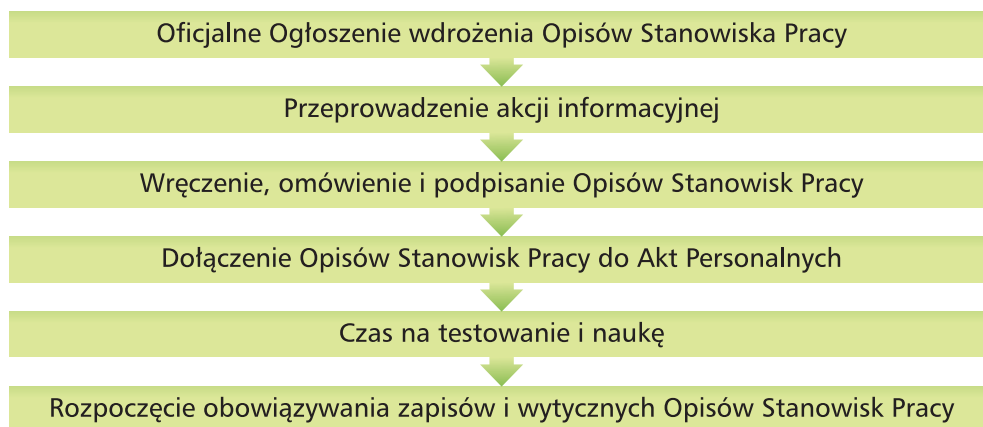 Oficjalne Ogłoszenie wdrożenia Opisów Stanowiska Pracy
Przeprowadzenie akcji informacyjnej
Wręczenie, omówienie i podpisanie Opisów Stanowisk Pracy
Dołączenie Opisów Stanowisk Pracy do Akt Personalnych
Czas na testowanie i naukę
Rozpoczęcie obowiązywania zapisów i wytycznych Opisów Stanowisk Pracy